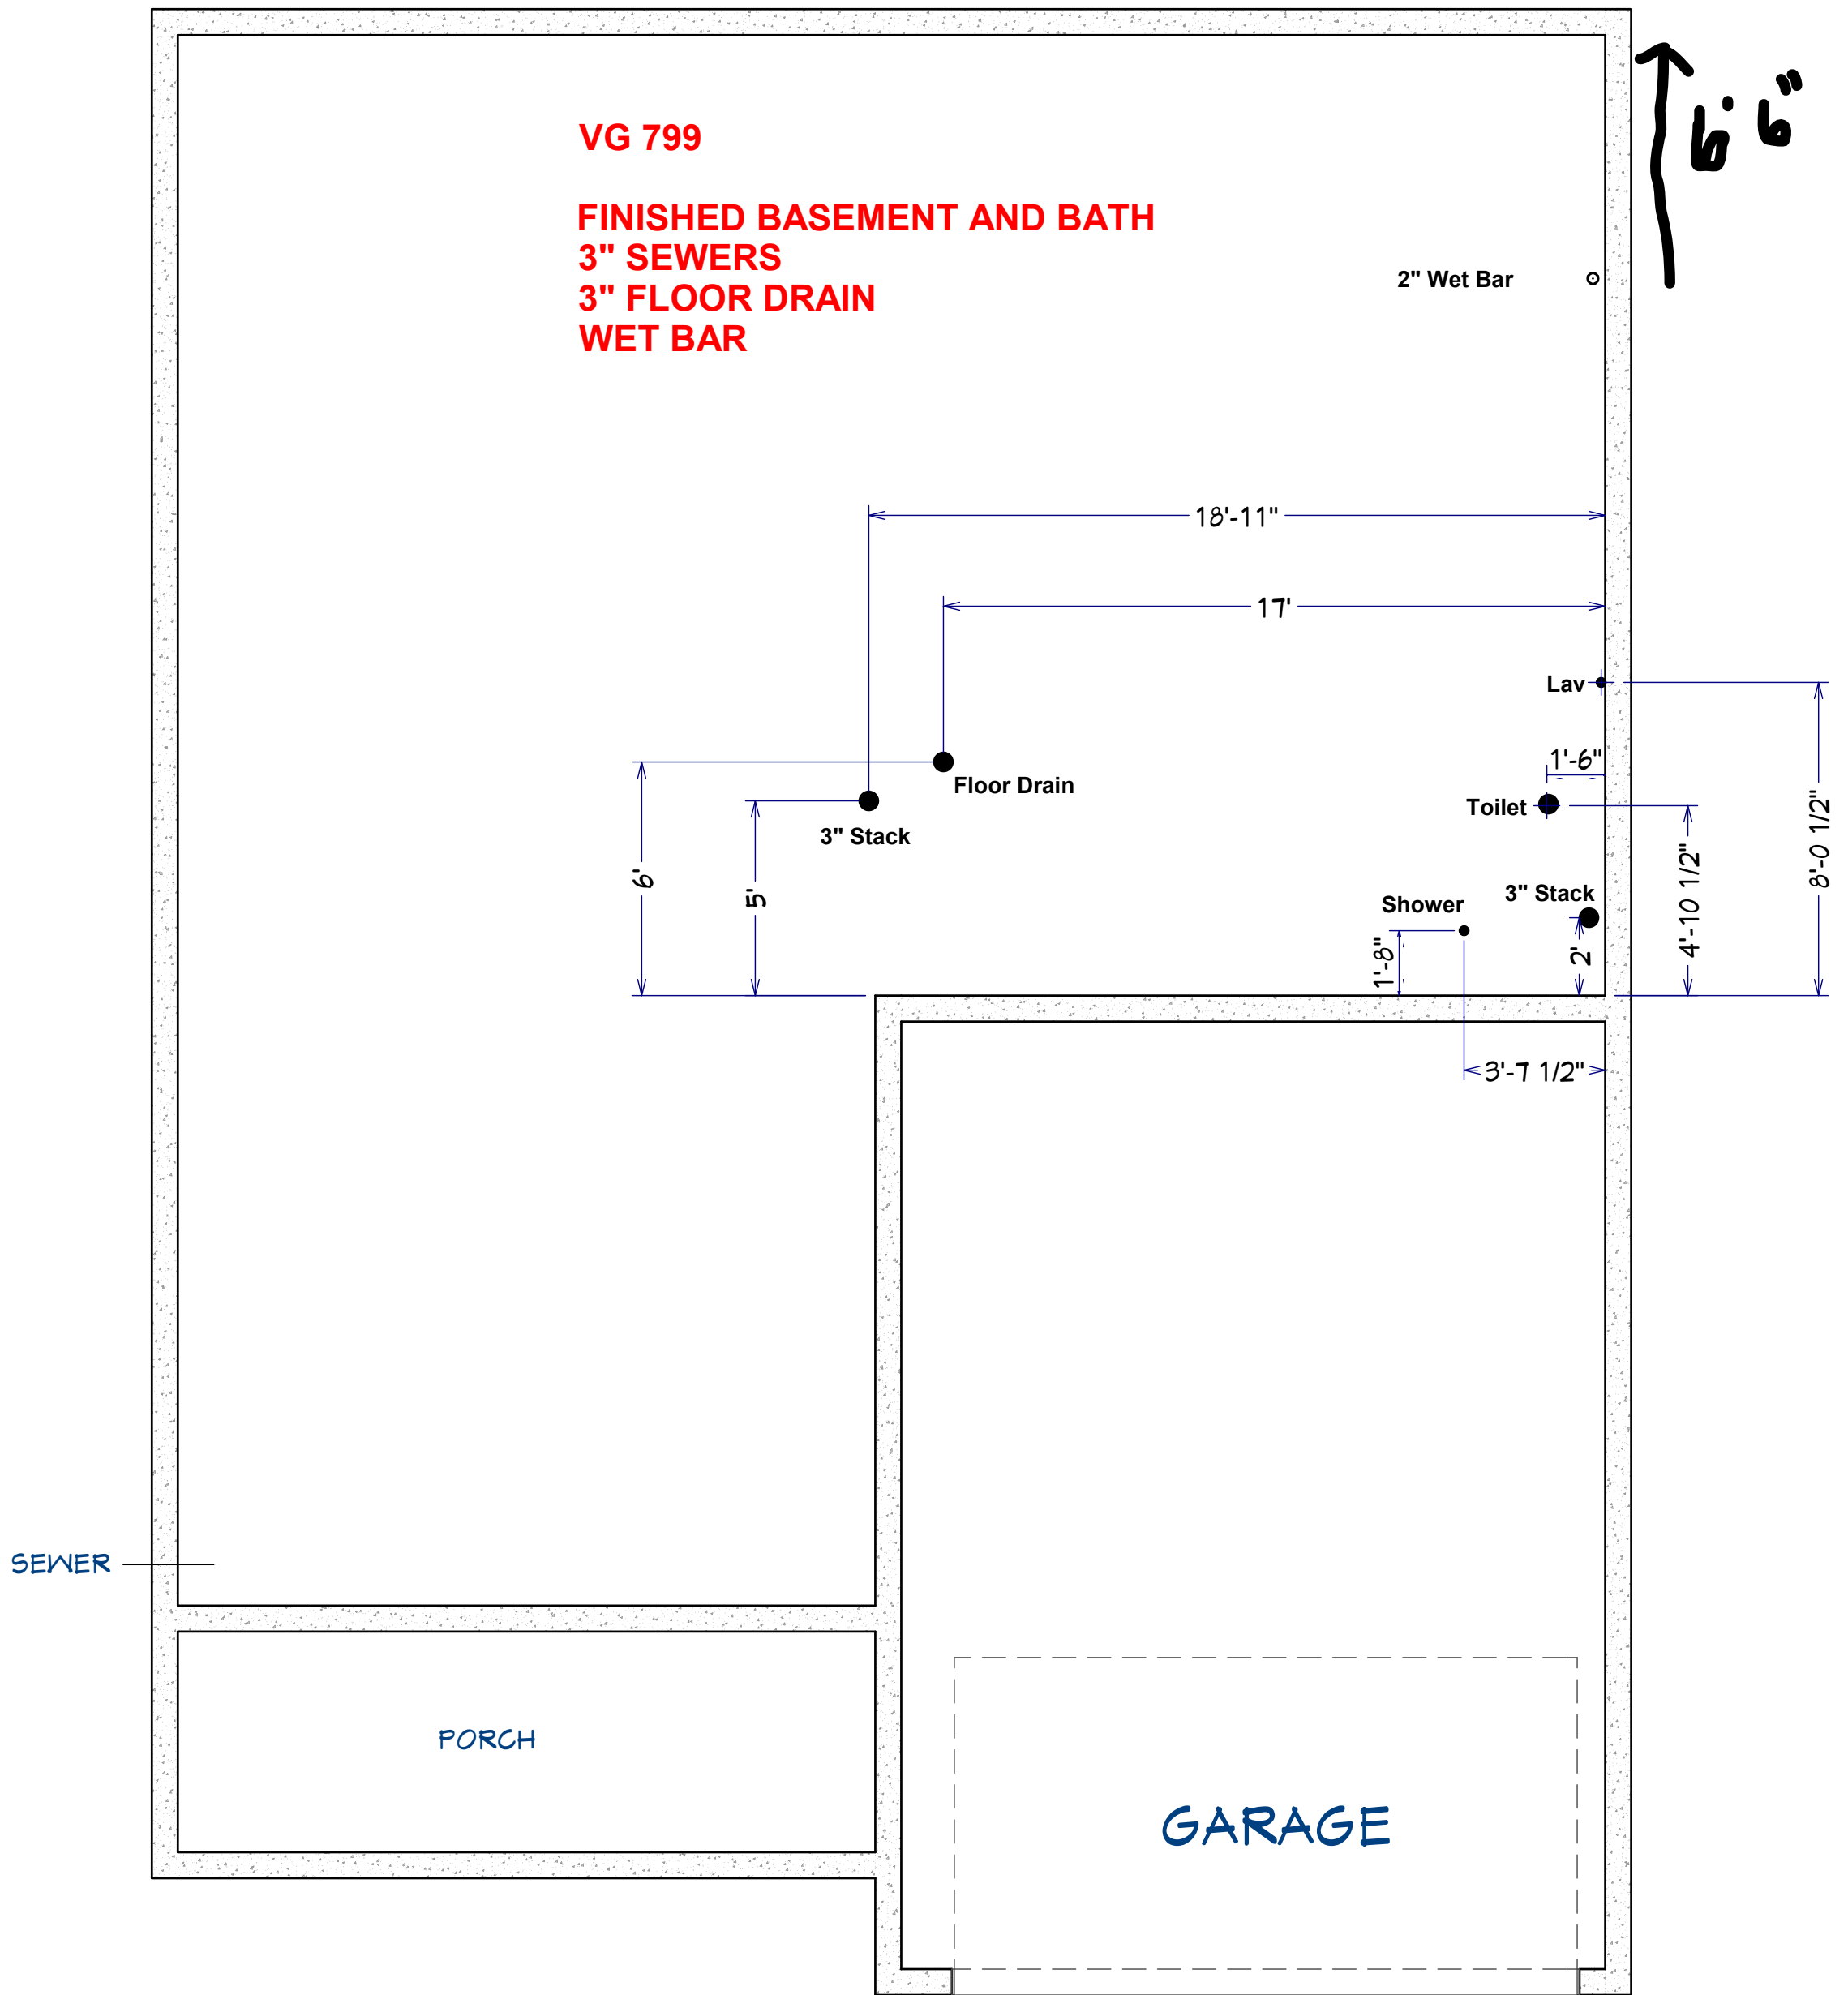 6' 6"
VG 799
FINISHED BASEMENT AND BATH
3" SEWERS
3" FLOOR DRAIN
WET BAR
2" Wet Bar
18'-11"
17'
Lav
1'-6"
Floor Drain
Toilet
3" Stack
8'-0 1/2"
6'
5'
4'-10 1/2"
3" Stack
Shower
2'
1'-8"
3'-7 1/2"
SEWER
PORCH
GARAGE